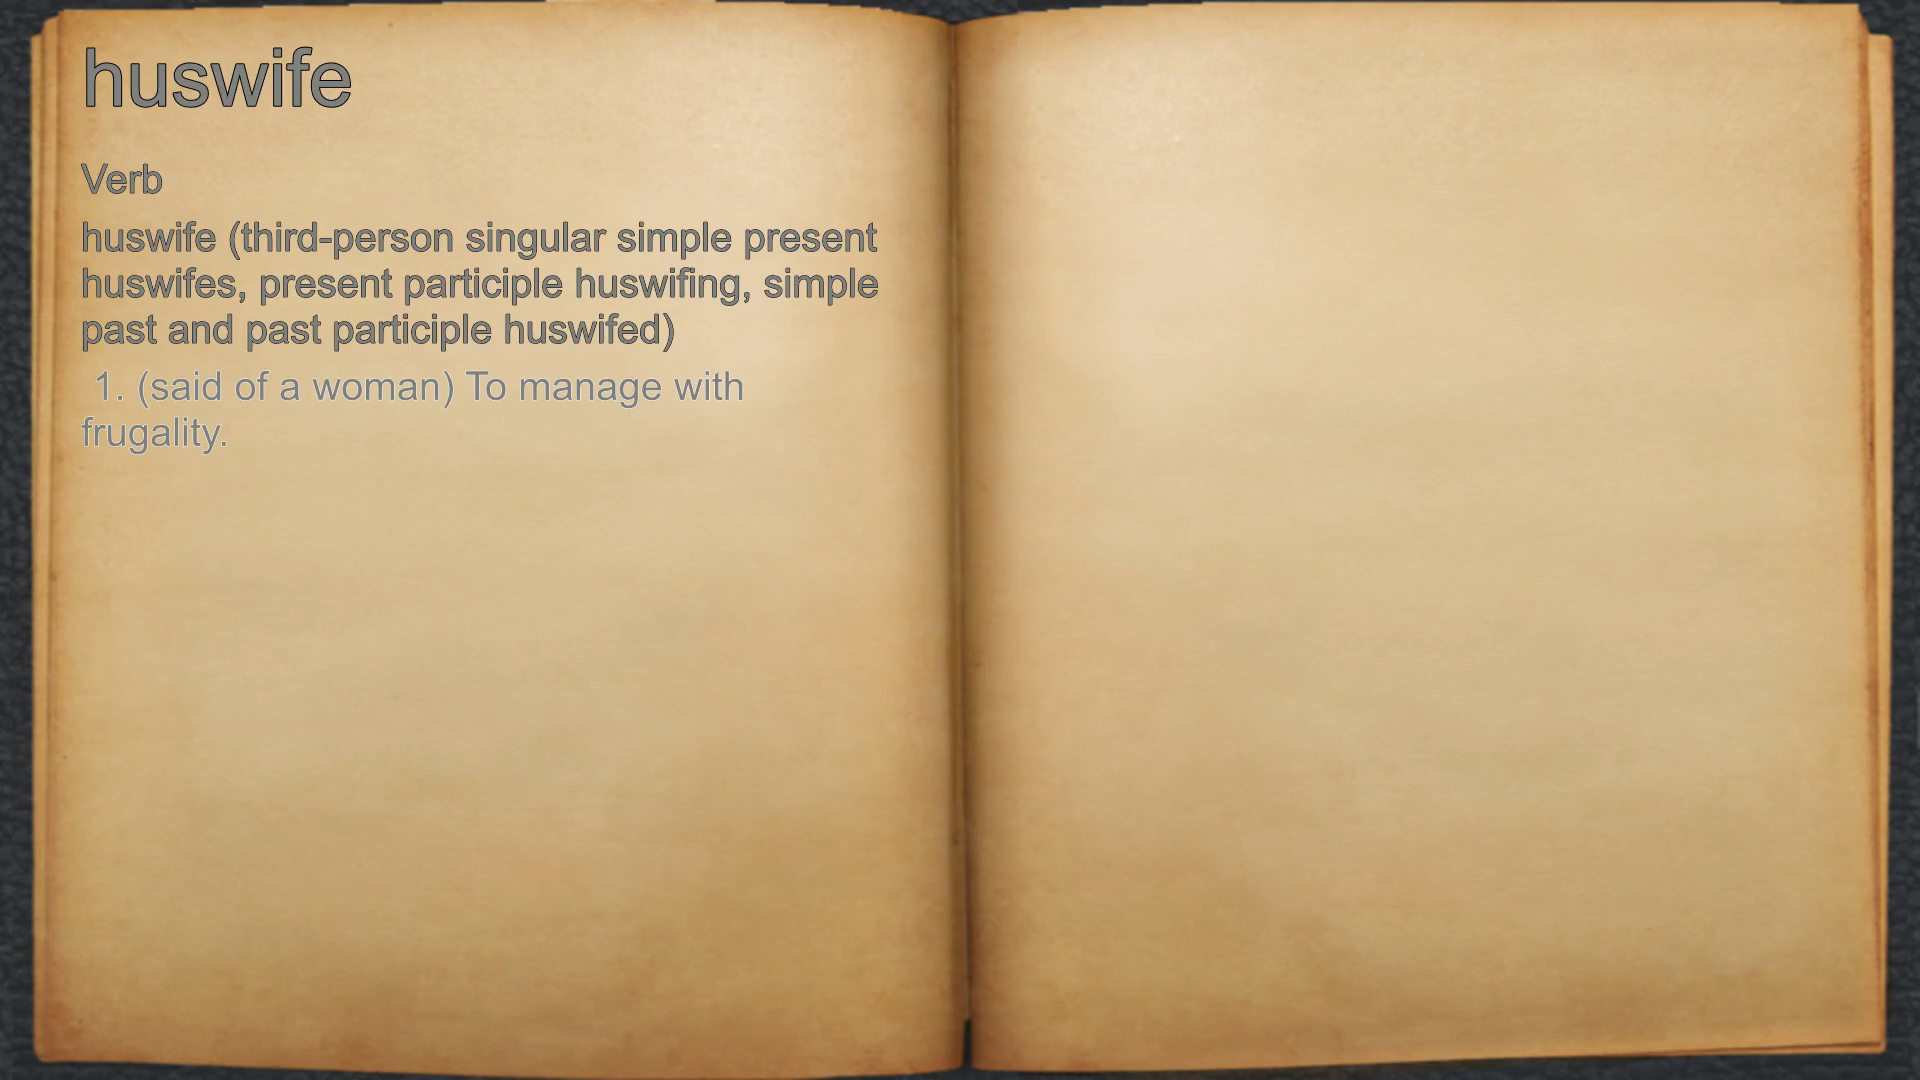 huswife
Verb
huswife (third-person singular simple present
huswifes, present participle huswifing, simple
past and past participle huswifed)
1. (said of a woman) To manage with
frugality.